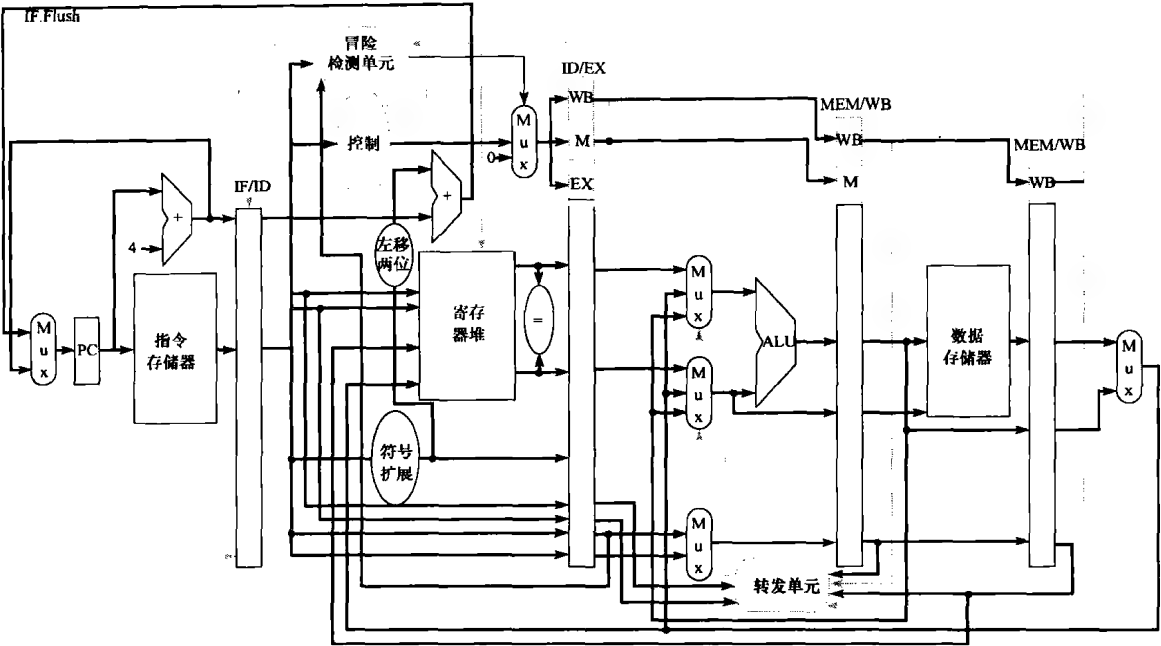 IF.Flush
冒险
检测单元
ID/EX
WB
MEM/WB
M
u
x
控制
M
WB
MEM/WB
0
EX
M
WB
IF/ID
+
+
4
左移
两位
M
u
x
PC
指令
存储器
寄存
器堆
=
M
u
x
ALU
M
u
x
数据
存储器
M
u
x
符号
扩展
M
u
x
转发单元